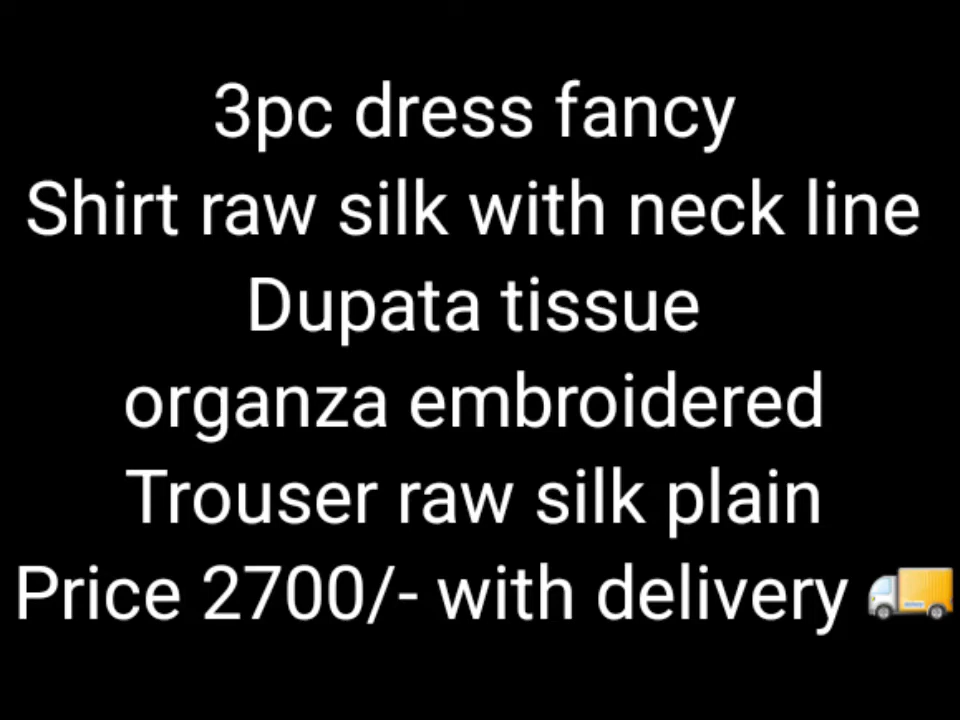 3pc dress fancy
Shirt raw silk with neck line
Dupata tissue
organza embroidered
Trouser raw silk plain
Price 2700/- with delivery 🚚